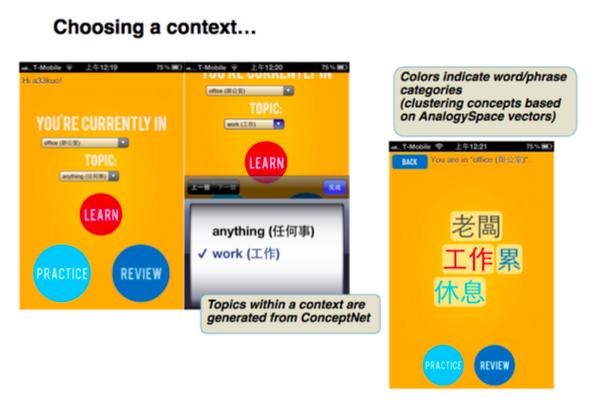 Choosing a context…
T-Mobile 上午12:19 75%
Hi a33kuo!
YOU'RE CURRENTLY IN
office (辦公室)
TOPIC:
anything (任何事)
LEARN
PRACTICE
REVIEW
T-Mobile 上午12:20 75%
YOU'RE CURRENTLY IN
office (辦公室)
TOPIC:
work (工作)
LEARN
上一個 下一個 完成
anything (任何事)
✓ work (工作)
Topics within a context are
generated from ConceptNet
Colors indicate word/phrase
categories
(clustering concepts based
on AnalogySpace vectors)
T-Mobile 上午12:21 75%
BACK You are in "office (辦公室)".
老闆
工作 累
休息
PRACTICE
REVIEW